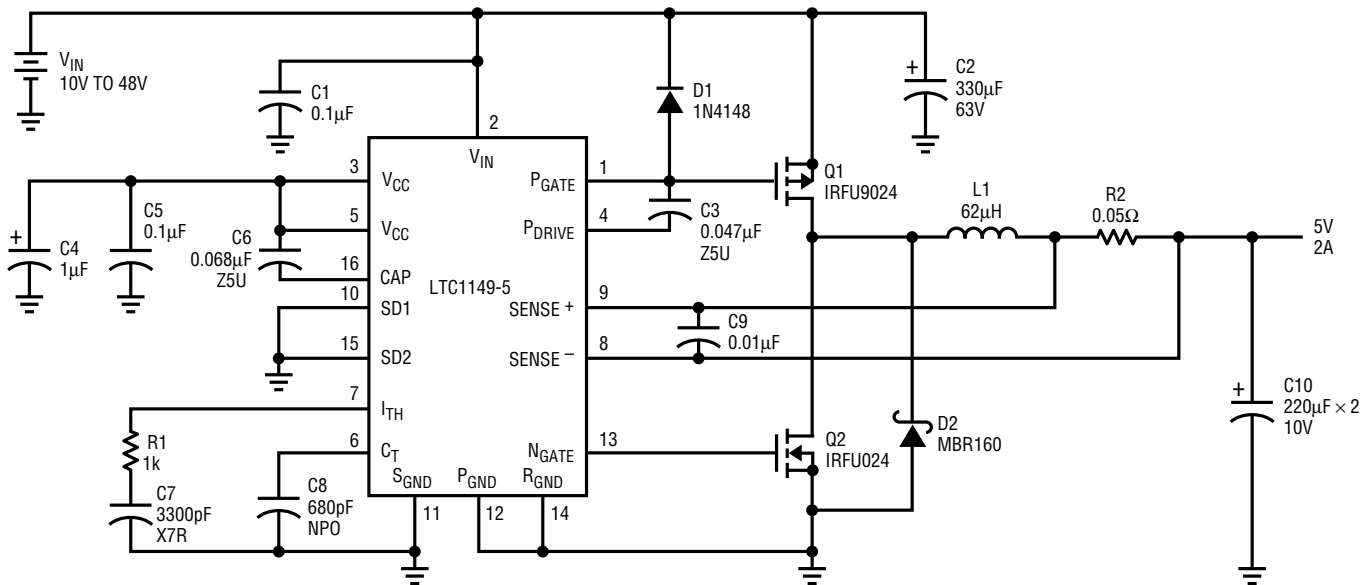 V_IN
10V TO 48V
C1
0.1μF
2
V_IN
D1
1N4148
C2
330μF
63V
+
3
V_CC
5
V_CC
16
CAP
10
SD1
15
SD2
7
I_TH
6
C_T
S_GND
P_GND
R_GND
11
12
14
LTC1149-5
P_GATE
1
P_DRIVE
4
SENSE +
9
SENSE –
8
N_GATE
13
+
C4
1μF
C5
0.1μF
C6
0.068μF
Z5U
R1
1k
C7
3300pF
X7R
C8
680pF
NPO
C3
0.047μF
Z5U
Q1
IRFU9024
L1
62μH
R2
0.05Ω
5V
2A
C9
0.01μF
Q2
IRFU024
D2
MBR160
+
C10
220μF × 2
10V